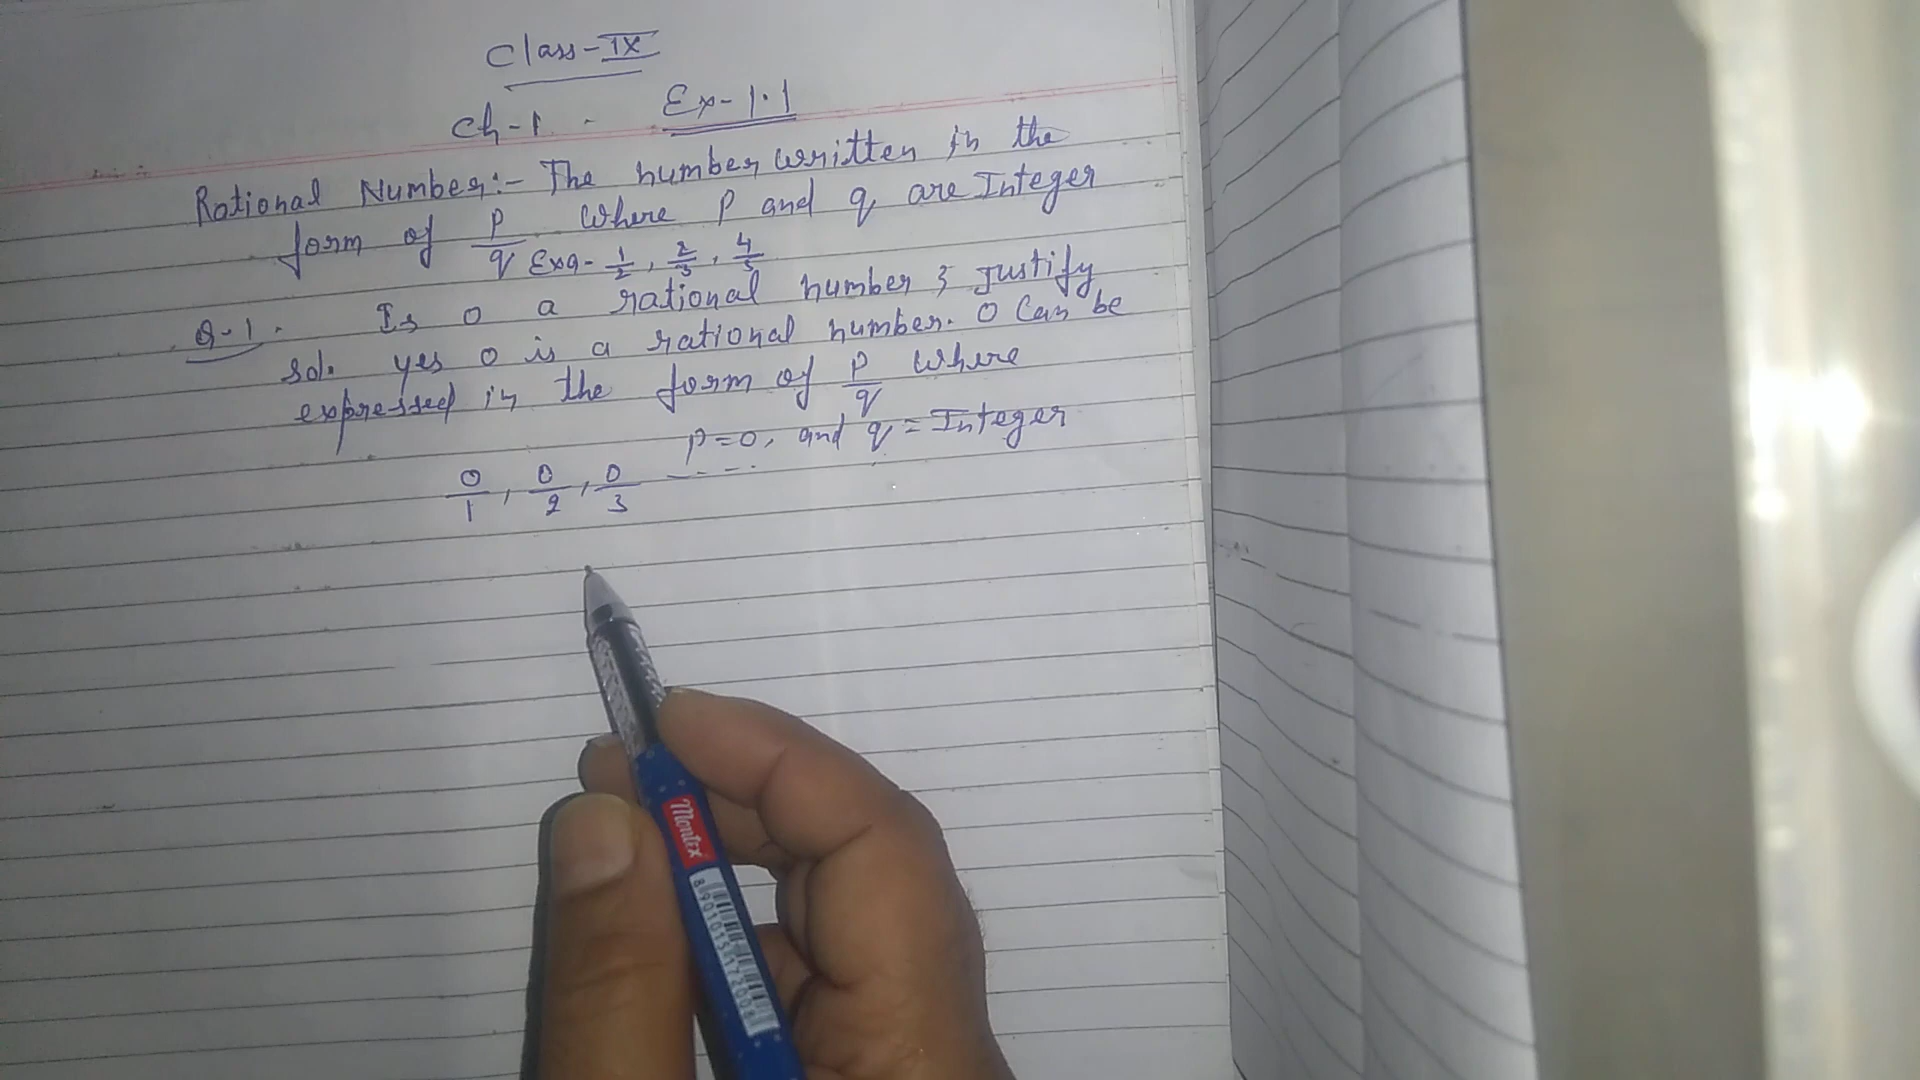 Class-IX
Ch-1 - Ex-1.1
Rational Number:- The number written in the
form of p/q where p and q are Integer
Exa- 1/2, 2/3, 4/5
Q-1. Is 0 a rational number & Justify
Sol. yes 0 is a rational number. 0 Can be
expressed in the form of p/q where
p=0, and q = Integer
0/1, 0/2, 0/3 -----
Montex